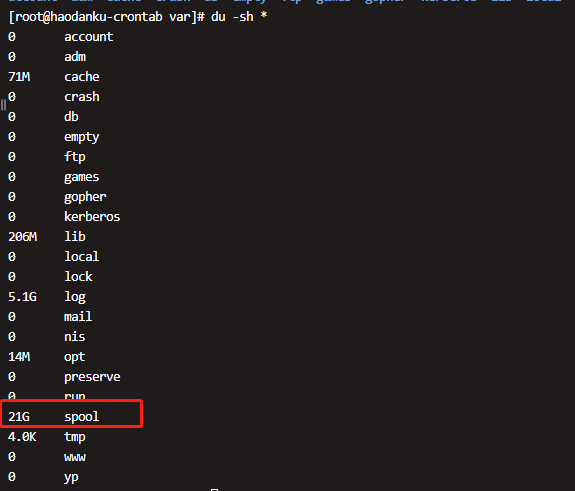 [root@haodanku-crontab var]# du -sh *
0 account
0 adm
71M cache
0 crash
0 db
0 empty
0 ftp
0 games
0 gopher
0 kerberos
206M lib
0 local
0 lock
5.1G log
0 mail
0 nis
14M opt
0 preserve
0 run
21G spool
4.0K tmp
0 www
0 yp